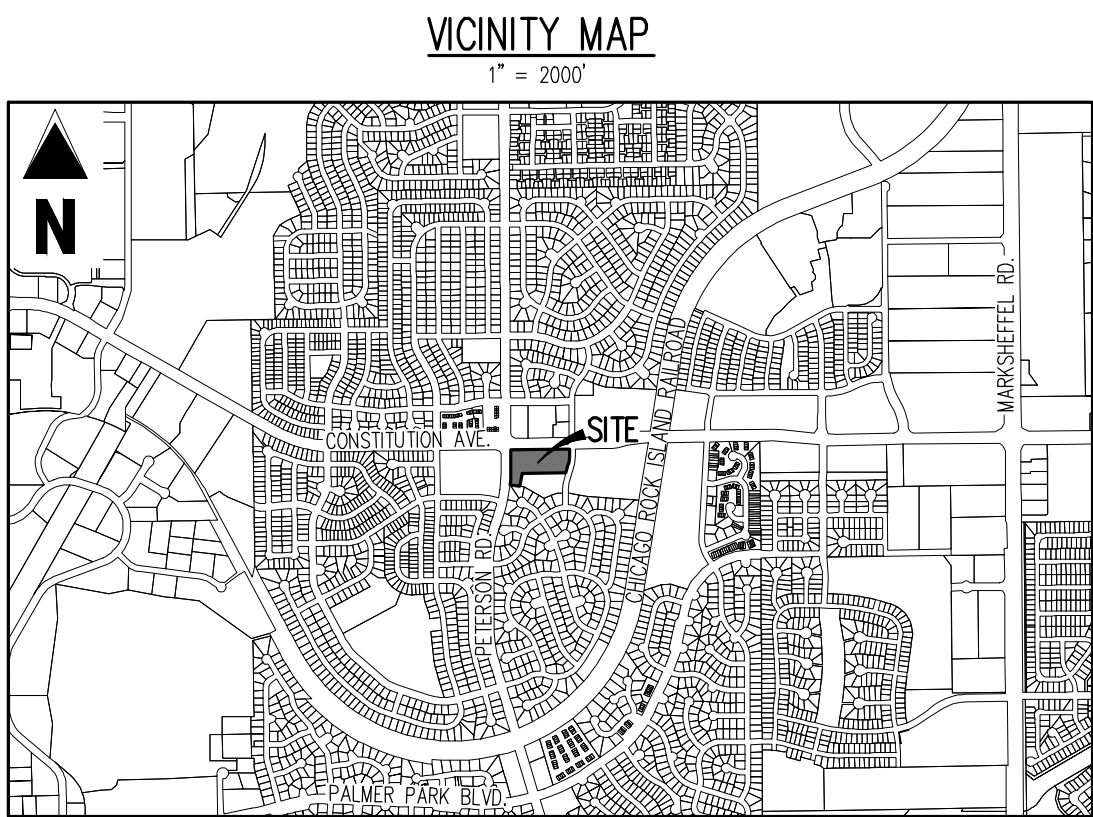 VICINITY MAP
1" = 2000'
N
MARKSHEFFEL RD.
CHICAGO ROCK ISLAND RAILROAD
SITE
CONSTITUTION AVE.
PETERSON RD.
PALMER PARK BLVD.